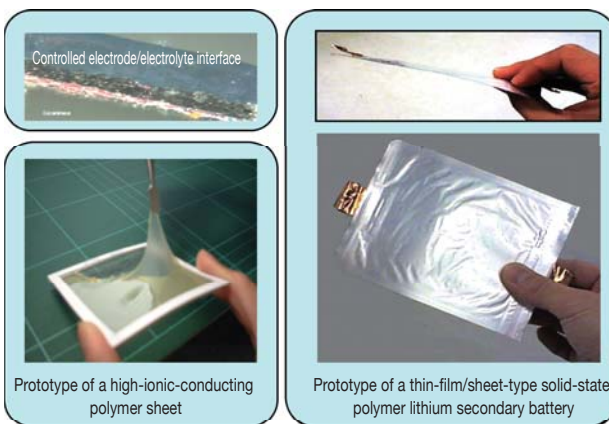 Controlled electrode/electrolyte interface
Prototype of a high-ionic-conducting
polymer sheet
Prototype of a thin-film/sheet-type solid-state
polymer lithium secondary battery